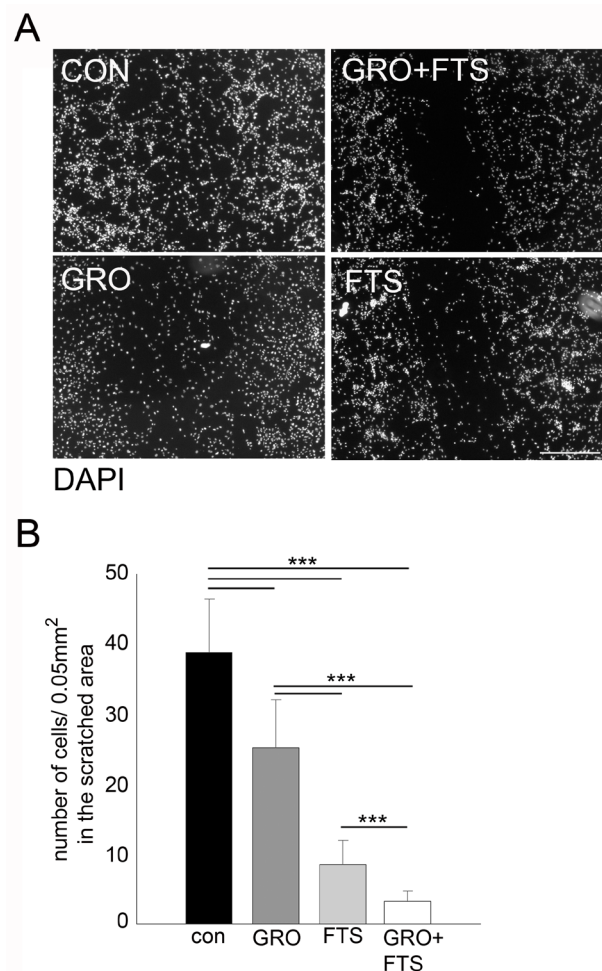 A
CON
GRO+FTS
GRO
FTS
DAPI
B
number of cells/ 0.05mm²
in the scratched area
50
40
30
20
10
0
***
***
***
con
GRO
FTS
GRO+
FTS